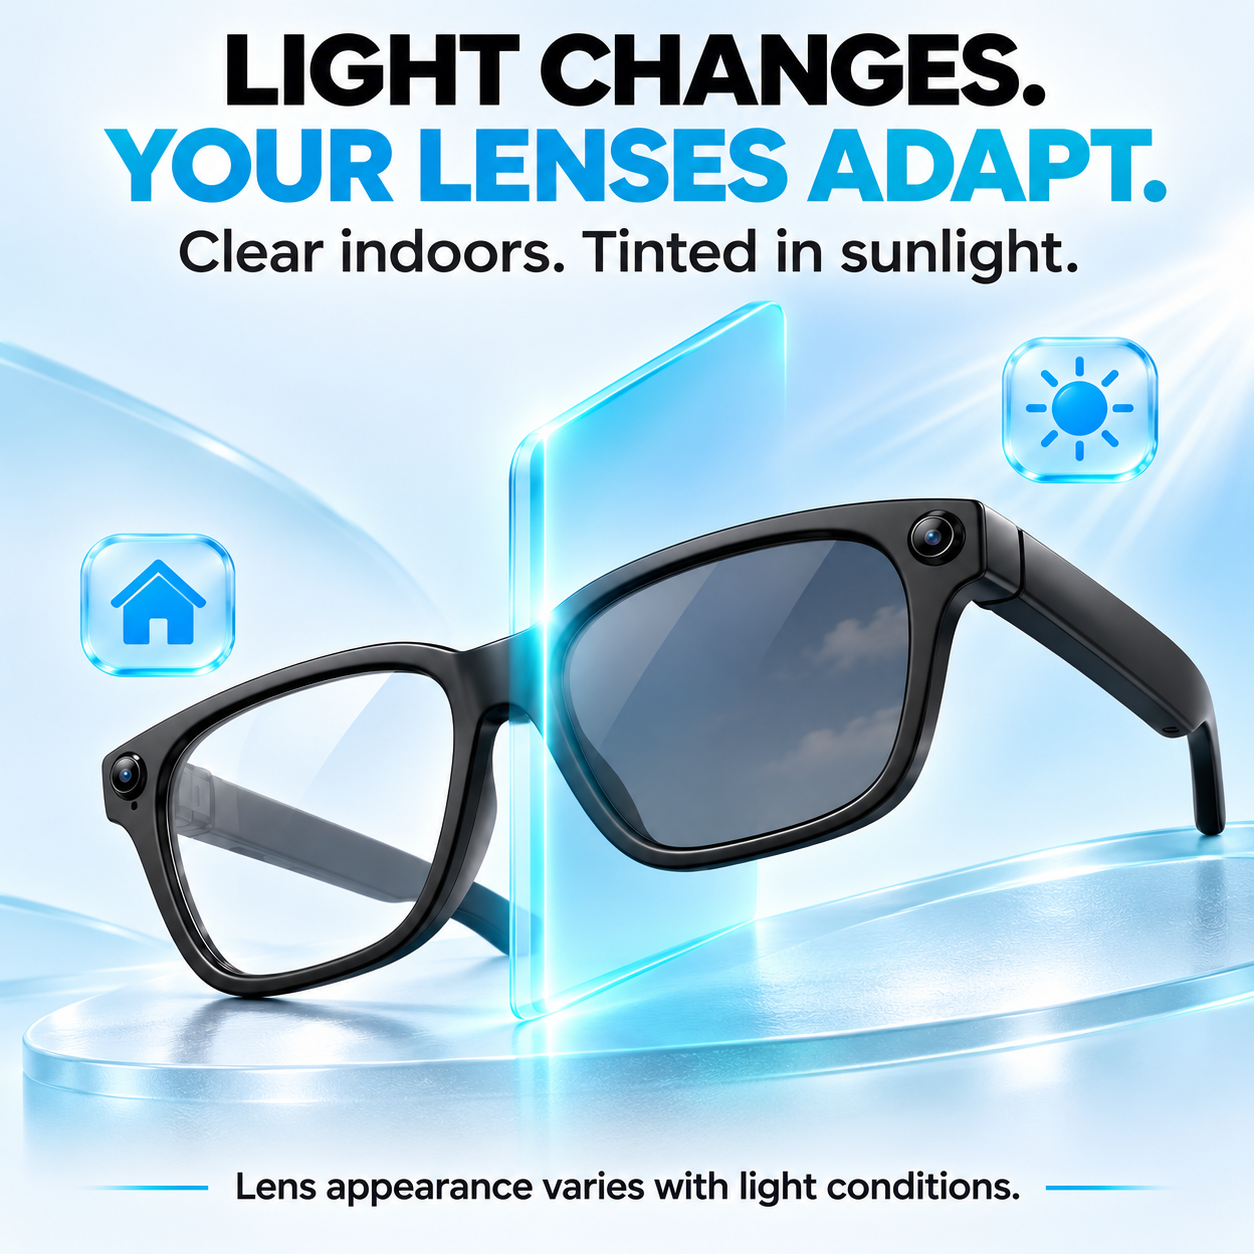 LIGHT CHANGES.
YOUR LENSES ADAPT.
Clear indoors. Tinted in sunlight.
Lens appearance varies with light conditions.